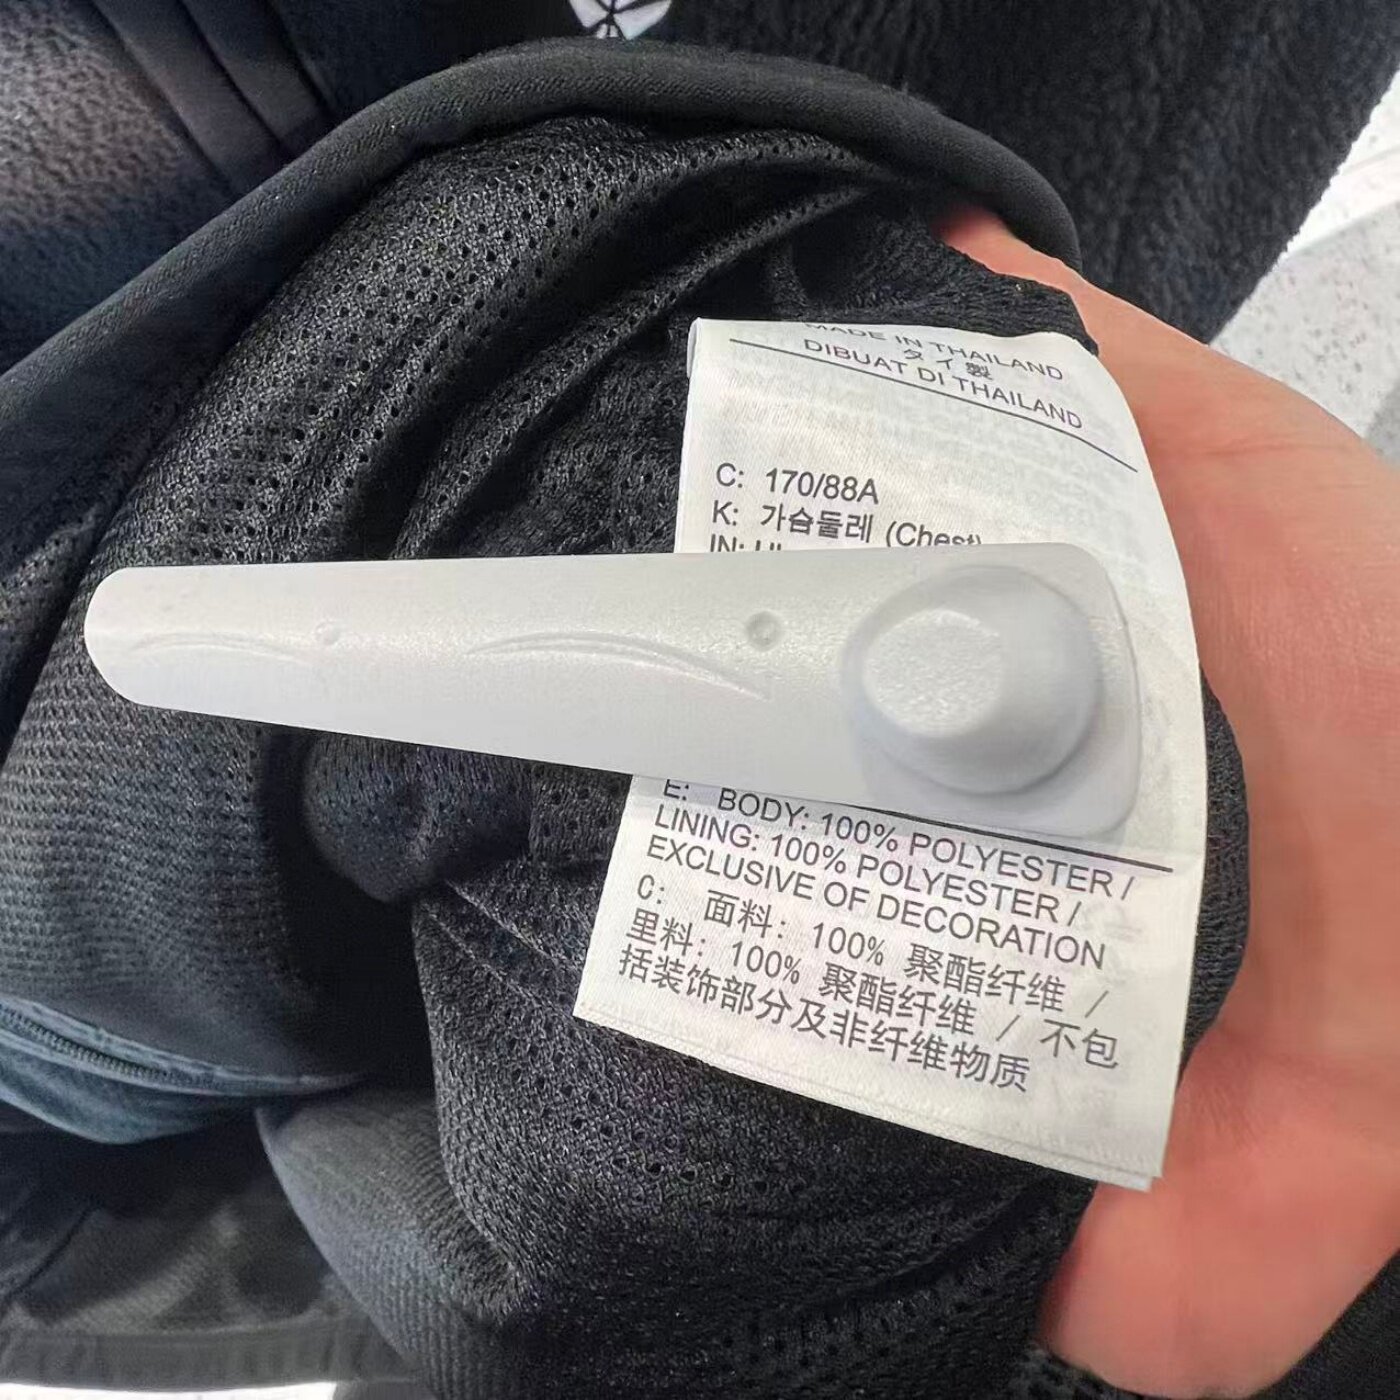 MADE IN THAILAND
タイ製
DIBUAT DI THAILAND
C: 170/88A
K: 가슴둘레 (Chest)
IN:
E: BODY: 100% POLYESTER /
LINING: 100% POLYESTER /
EXCLUSIVE OF DECORATION
C: 面料: 100% 聚酯纤维 /
里料: 100% 聚酯纤维 / 不包
括装饰部分及非纤维物质